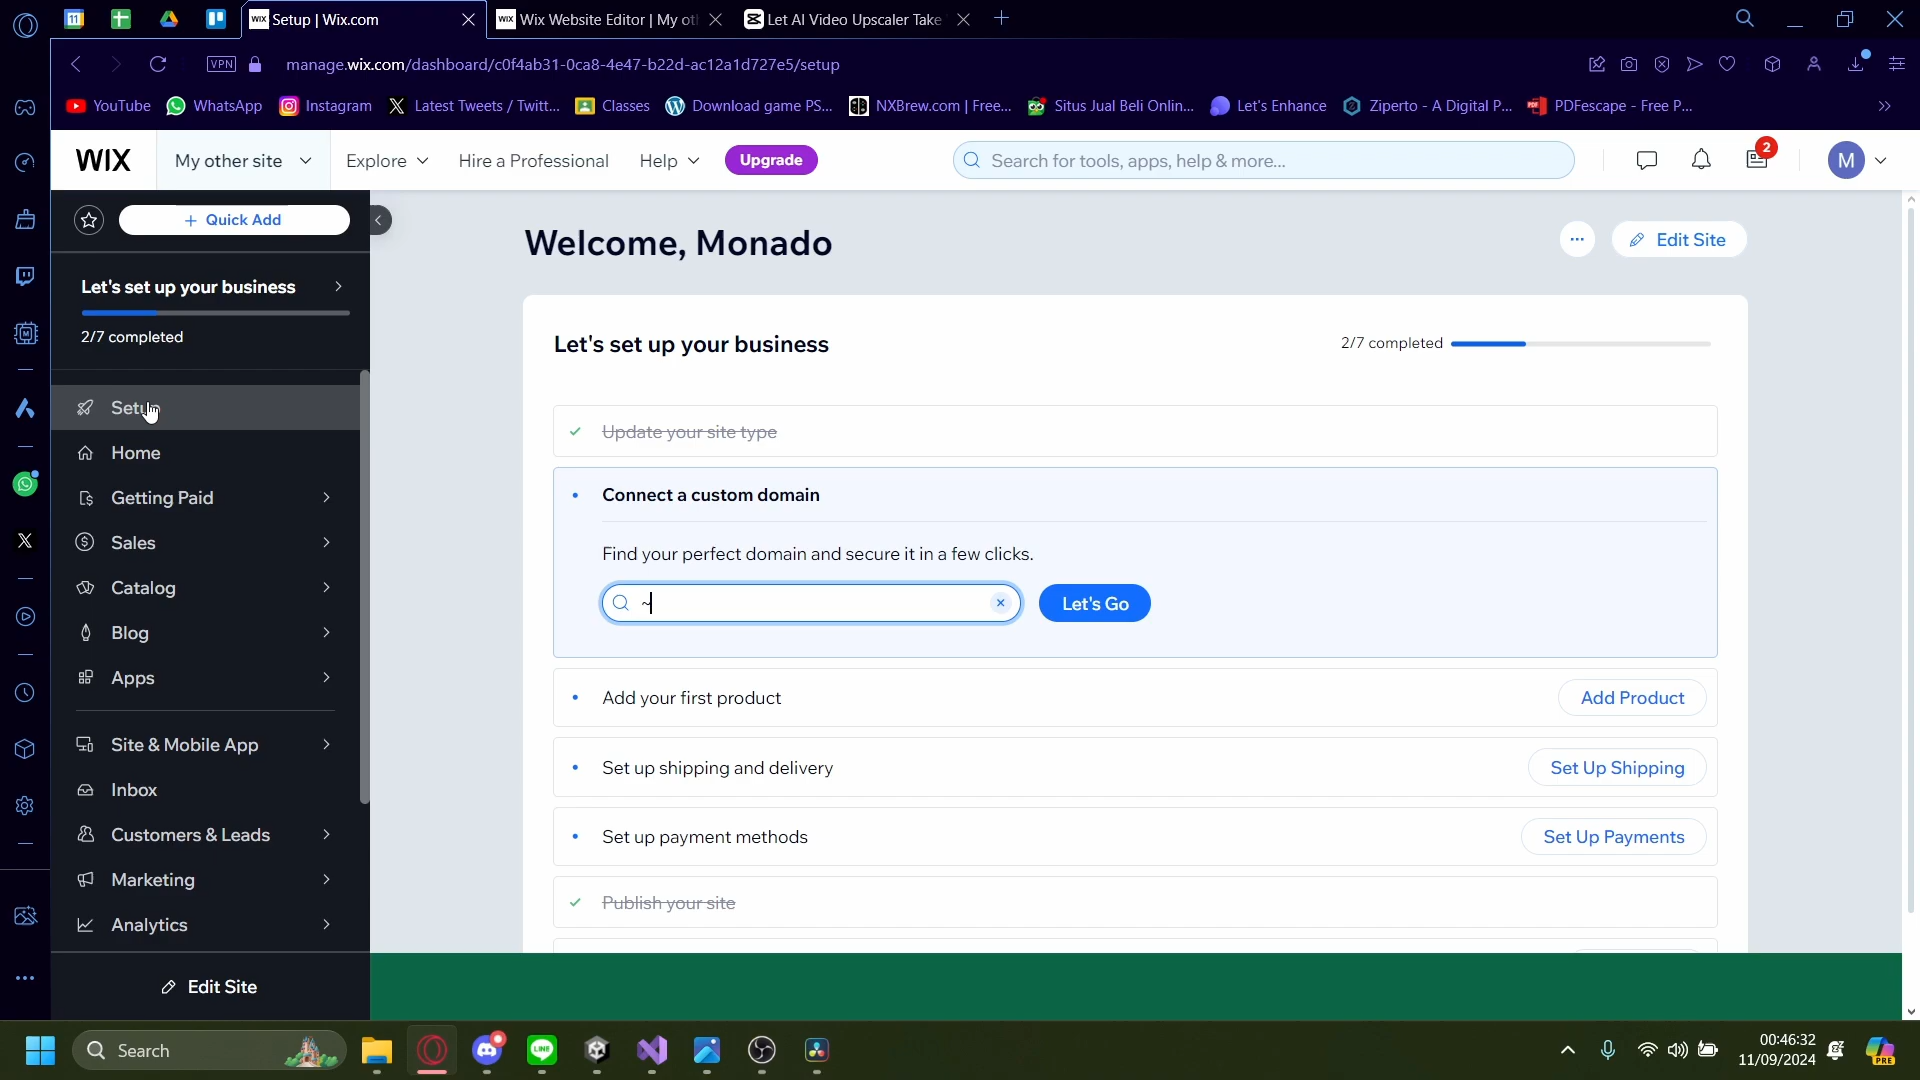 Setup | Wix.com
WIX Wix Website Editor | My ot
Let AI Video Upscaler Take
VPN
manage.wix.com/dashboard/c0f4ab31-0ca8-4e47-b22d-ac12a1d727e5/setup
YouTube
WhatsApp
Instagram
Latest Tweets / Twitt...
Classes
Download game PS...
NXBrew.com | Free...
Situs Jual Beli Onlin...
Let's Enhance
Ziperto - A Digital P...
PDFescape - Free P...
WIX
My other site
Explore
Hire a Professional
Help
Upgrade
Search for tools, apps, help & more...
2
M
+ Quick Add
Let's set up your business
2/7 completed
Setup
Home
Getting Paid
Sales
Catalog
Blog
Apps
Site & Mobile App
Inbox
Customers & Leads
Marketing
Analytics
Edit Site
Welcome, Monado
Edit Site
Let's set up your business
2/7 completed
Update your site type
Connect a custom domain
Find your perfect domain and secure it in a few clicks.
~
Let's Go
Add your first product
Add Product
Set up shipping and delivery
Set Up Shipping
Set up payment methods
Set Up Payments
Publish your site
Search
00:46:32
11/09/2024
PRE